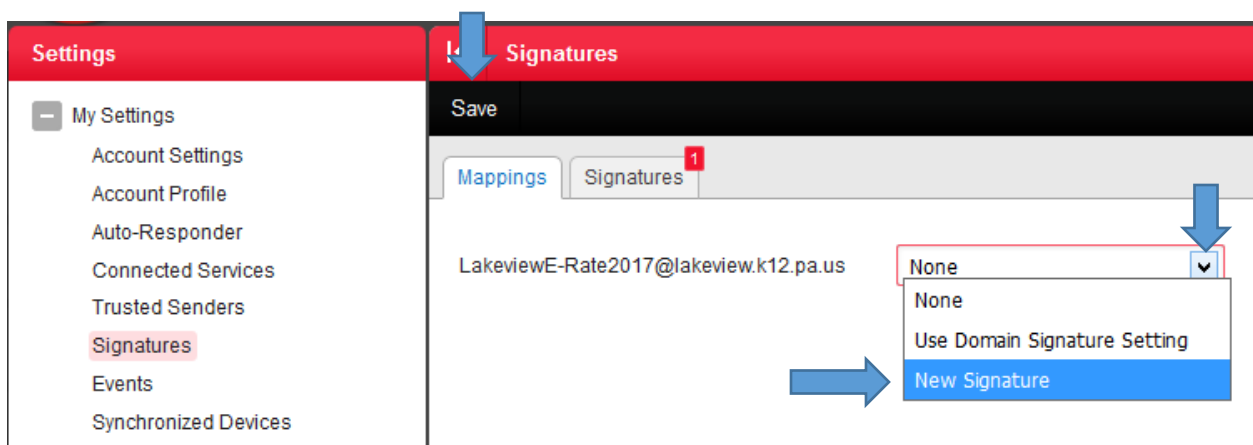 Settings
My Settings
Account Settings
Account Profile
Auto-Responder
Connected Services
Trusted Senders
Signatures
Events
Synchronized Devices
Signatures
Save
Mappings
Signatures
1
LakeviewE-Rate2017@lakeview.k12.pa.us
None
None
Use Domain Signature Setting
New Signature